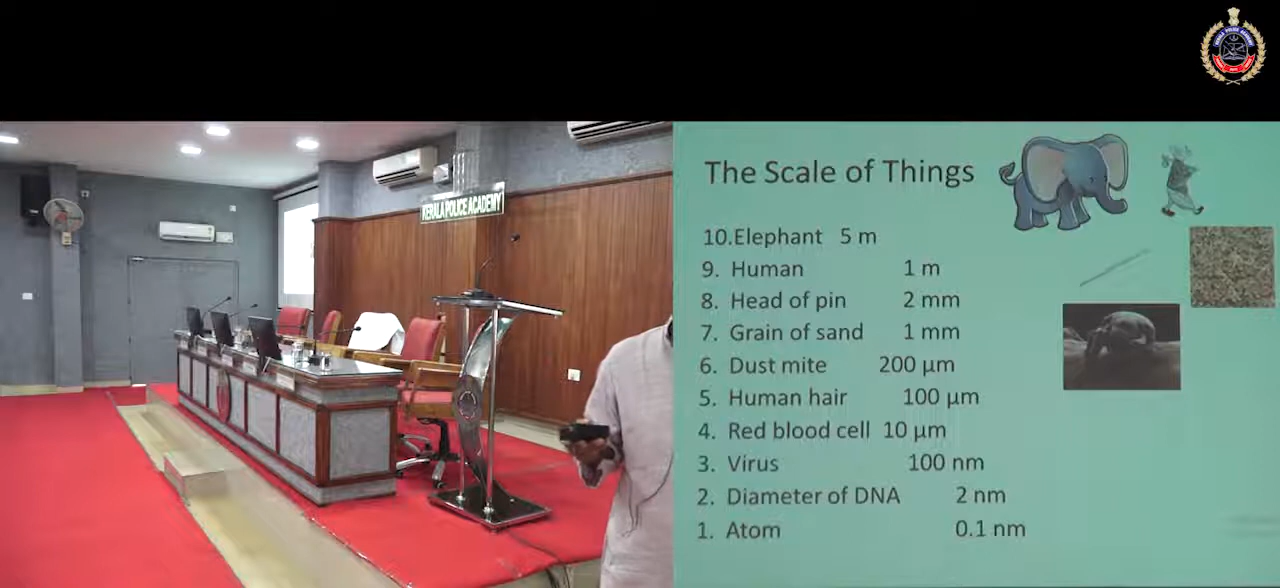 KERALA POLICE ACADEMY
The Scale of Things
10.Elephant 5 m
9. Human 1 m
8. Head of pin 2 mm
7. Grain of sand 1 mm
6. Dust mite 200 µm
5. Human hair 100 µm
4. Red blood cell 10 µm
3. Virus 100 nm
2. Diameter of DNA 2 nm
1. Atom 0.1 nm